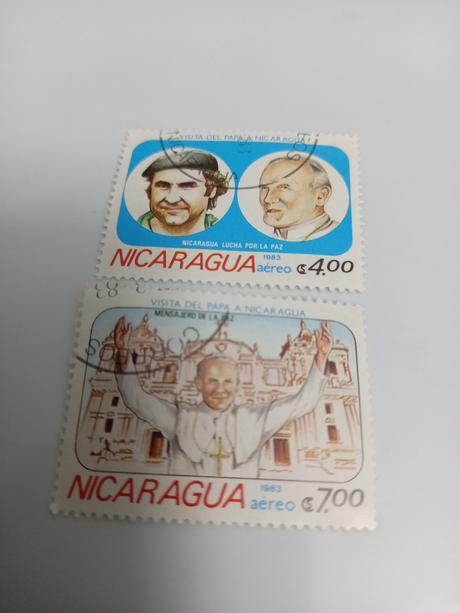 VISITA DEL PAPA A NICARAGUA
NICARAGUA LUCHA POR LA PAZ
1983
NICARAGUA aéreo ₡4.00
VISITA DEL PAPA A NICARAGUA
MENSAJERO DE LA PAZ
1983
NICARAGUA aéreo ₡7.00